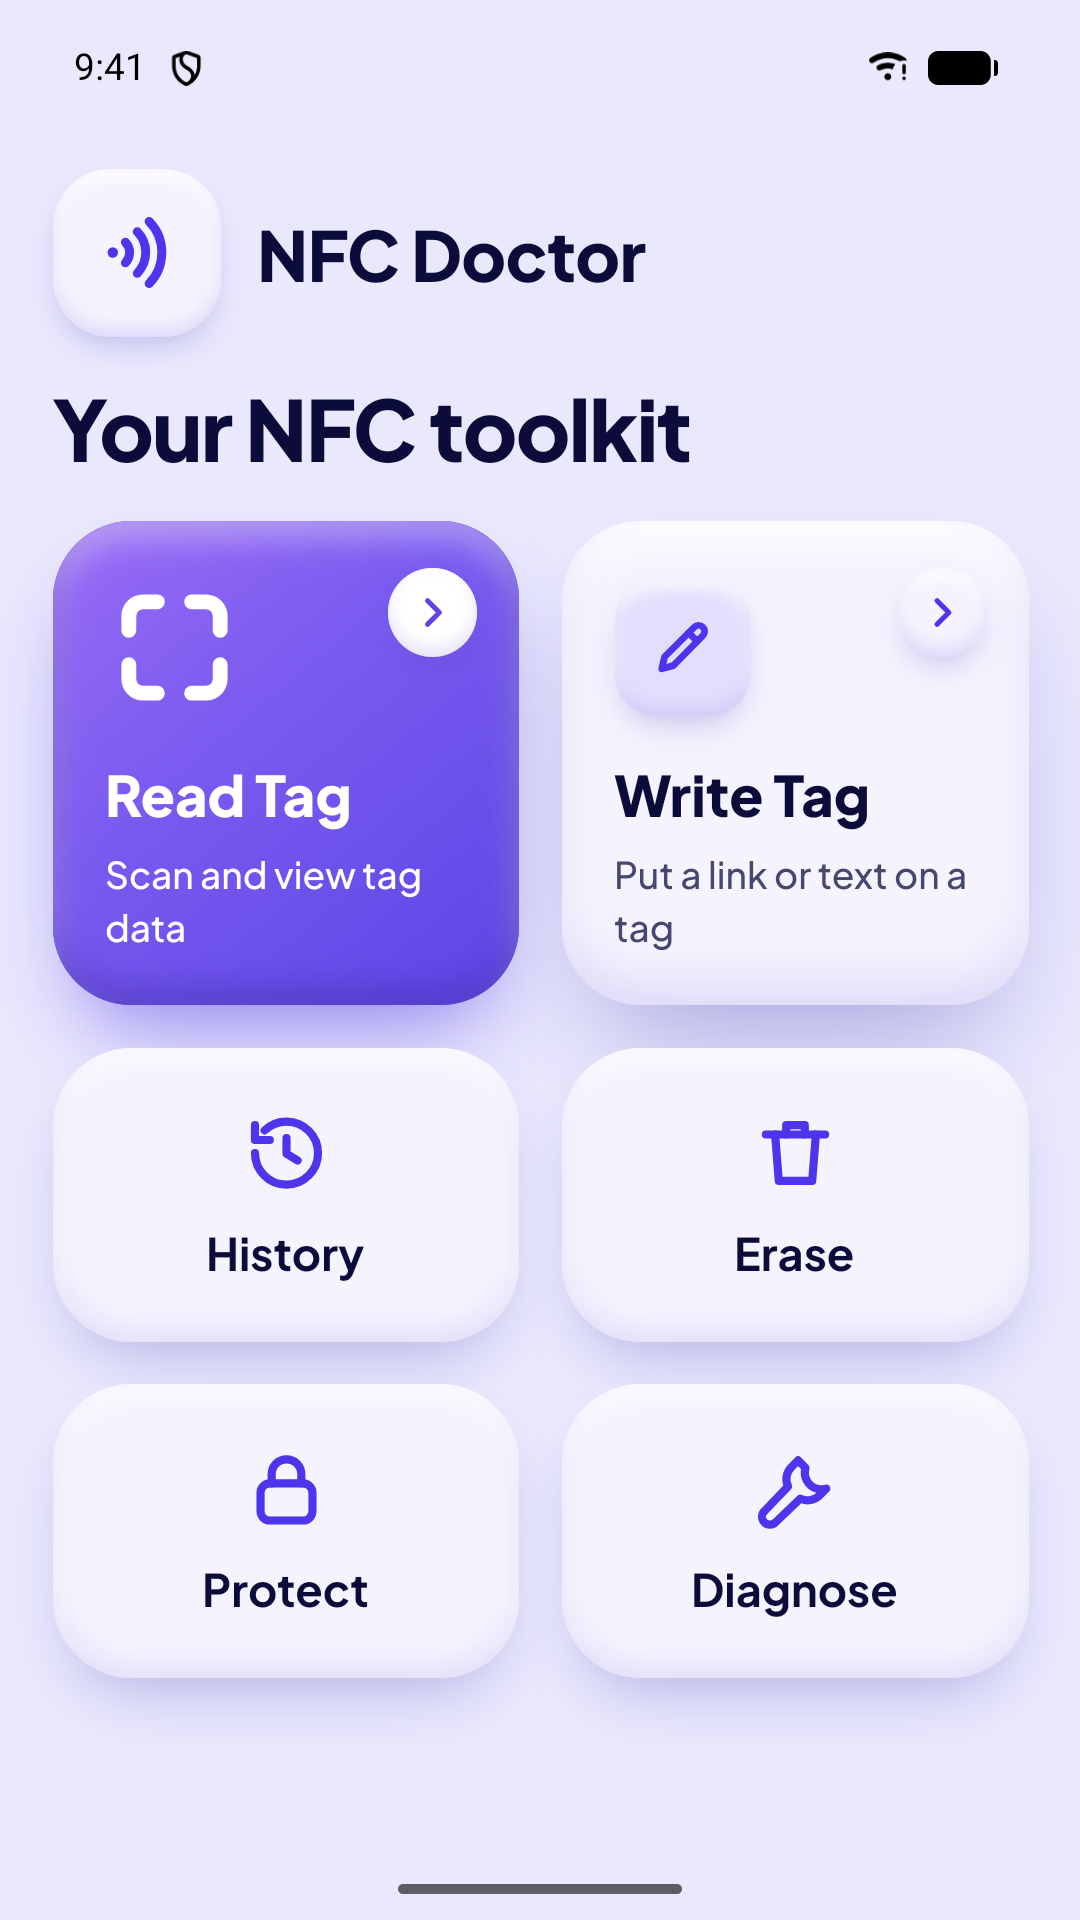 9:41
NFC Doctor
Your NFC toolkit
Read Tag
Scan and view tag
data
Write Tag
Put a link or text on a
tag
History
Erase
Protect
Diagnose